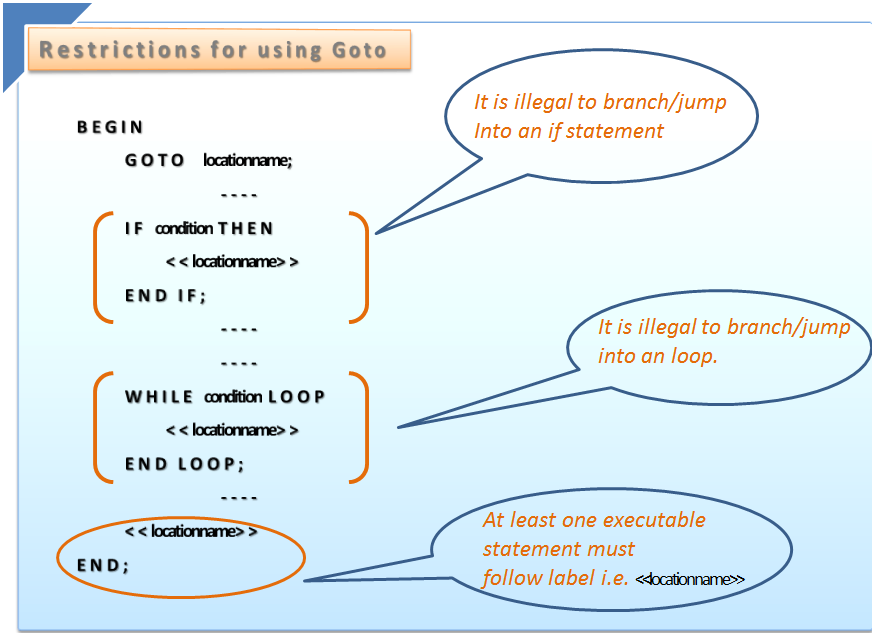 Restrictions for using Goto
It is illegal to branch/jump
Into an if statement
BEGIN
GOTO locationname;
----
IF condition THEN
<<locationname>>
END IF;
----
It is illegal to branch/jump
into an loop.
----
WHILE condition LOOP
<<locationname>>
END LOOP;
----
At least one executable
statement must
follow label i.e. <<locationname>>
<<locationname>>
END;